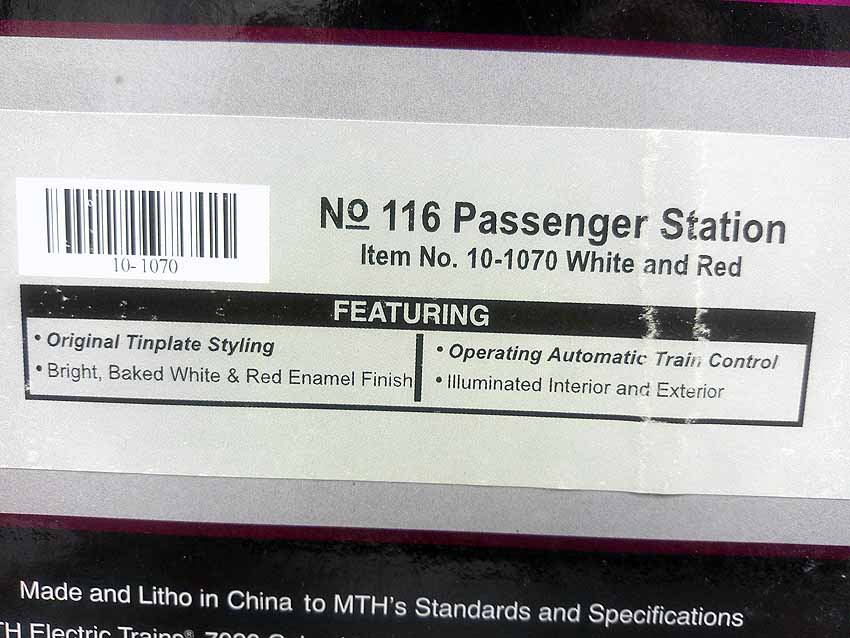 No 116 Passenger Station
Item No. 10-1070 White and Red
10-1070
FEATURING
• Original Tinplate Styling
• Bright, Baked White & Red Enamel Finish
• Operating Automatic Train Control
• Illuminated Interior and Exterior
Made and Litho in China to MTH's Standards and Specifications
Electric Trains®